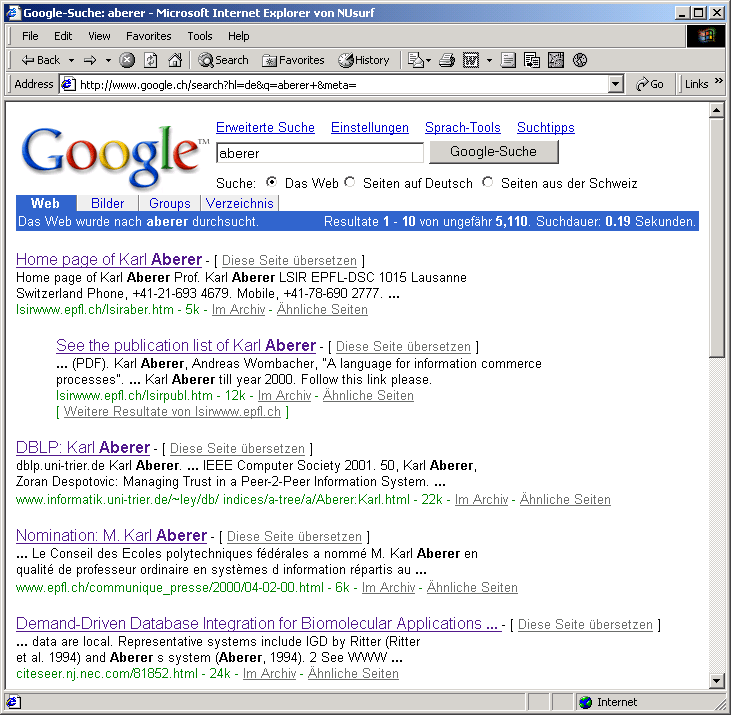 Google-Suche: aberer - Microsoft Internet Explorer von NUsurf
File Edit View Favorites Tools Help
Back Search Favorites History
Address http://www.google.ch/search?hl=de&q=aberer+&meta= Go Links »
Google™
Erweiterte Suche Einstellungen Sprach-Tools Suchtipps
aberer Google-Suche
Suche: Das Web Seiten auf Deutsch Seiten aus der Schweiz
Web Bilder Groups Verzeichnis
Das Web wurde nach aberer durchsucht. Resultate 1 - 10 von ungefähr 5,110. Suchdauer: 0.19 Sekunden.
Home page of Karl Aberer - [ Diese Seite übersetzen ]
Home page of Karl Aberer Prof. Karl Aberer LSIR EPFL-DSC 1015 Lausanne
Switzerland Phone, +41-21-693 4679. Mobile, +41-78-690 2777. ...
lsirwww.epfl.ch/lsiraber.htm - 5k - Im Archiv - Ähnliche Seiten
See the publication list of Karl Aberer - [ Diese Seite übersetzen ]
... (PDF). Karl Aberer, Andreas Wombacher, "A language for information commerce
processes". ... Karl Aberer till year 2000. Follow this link please.
lsirwww.epfl.ch/lsirpubl.htm - 12k - Im Archiv - Ähnliche Seiten
[ Weitere Resultate von lsirwww.epfl.ch ]
DBLP: Karl Aberer - [ Diese Seite übersetzen ]
dblp.uni-trier.de Karl Aberer. ... IEEE Computer Society 2001. 50, Karl Aberer,
Zoran Despotovic: Managing Trust in a Peer-2-Peer Information System. ...
www.informatik.uni-trier.de/~ley/db/ indices/a-tree/a/Aberer:Karl.html - 22k - Im Archiv - Ähnliche Seiten
Nomination: M. Karl Aberer - [ Diese Seite übersetzen ]
... Le Conseil des Ecoles polytechniques fédérales a nommé M. Karl Aberer en
qualité de professeur ordinaire en systèmes d information répartis au ...
www.epfl.ch/communique_presse/2000/04-02-00.html - 6k - Im Archiv - Ähnliche Seiten
Demand-Driven Database Integration for Biomolecular Applications ... - [ Diese Seite übersetzen ]
... data are local. Representative systems include IGD by Ritter (Ritter
et al. 1994) and Aberer s system (Aberer, 1994). 2 See WWW ...
citeseer.nj.nec.com/81852.html - 24k - Im Archiv - Ähnliche Seiten
Internet